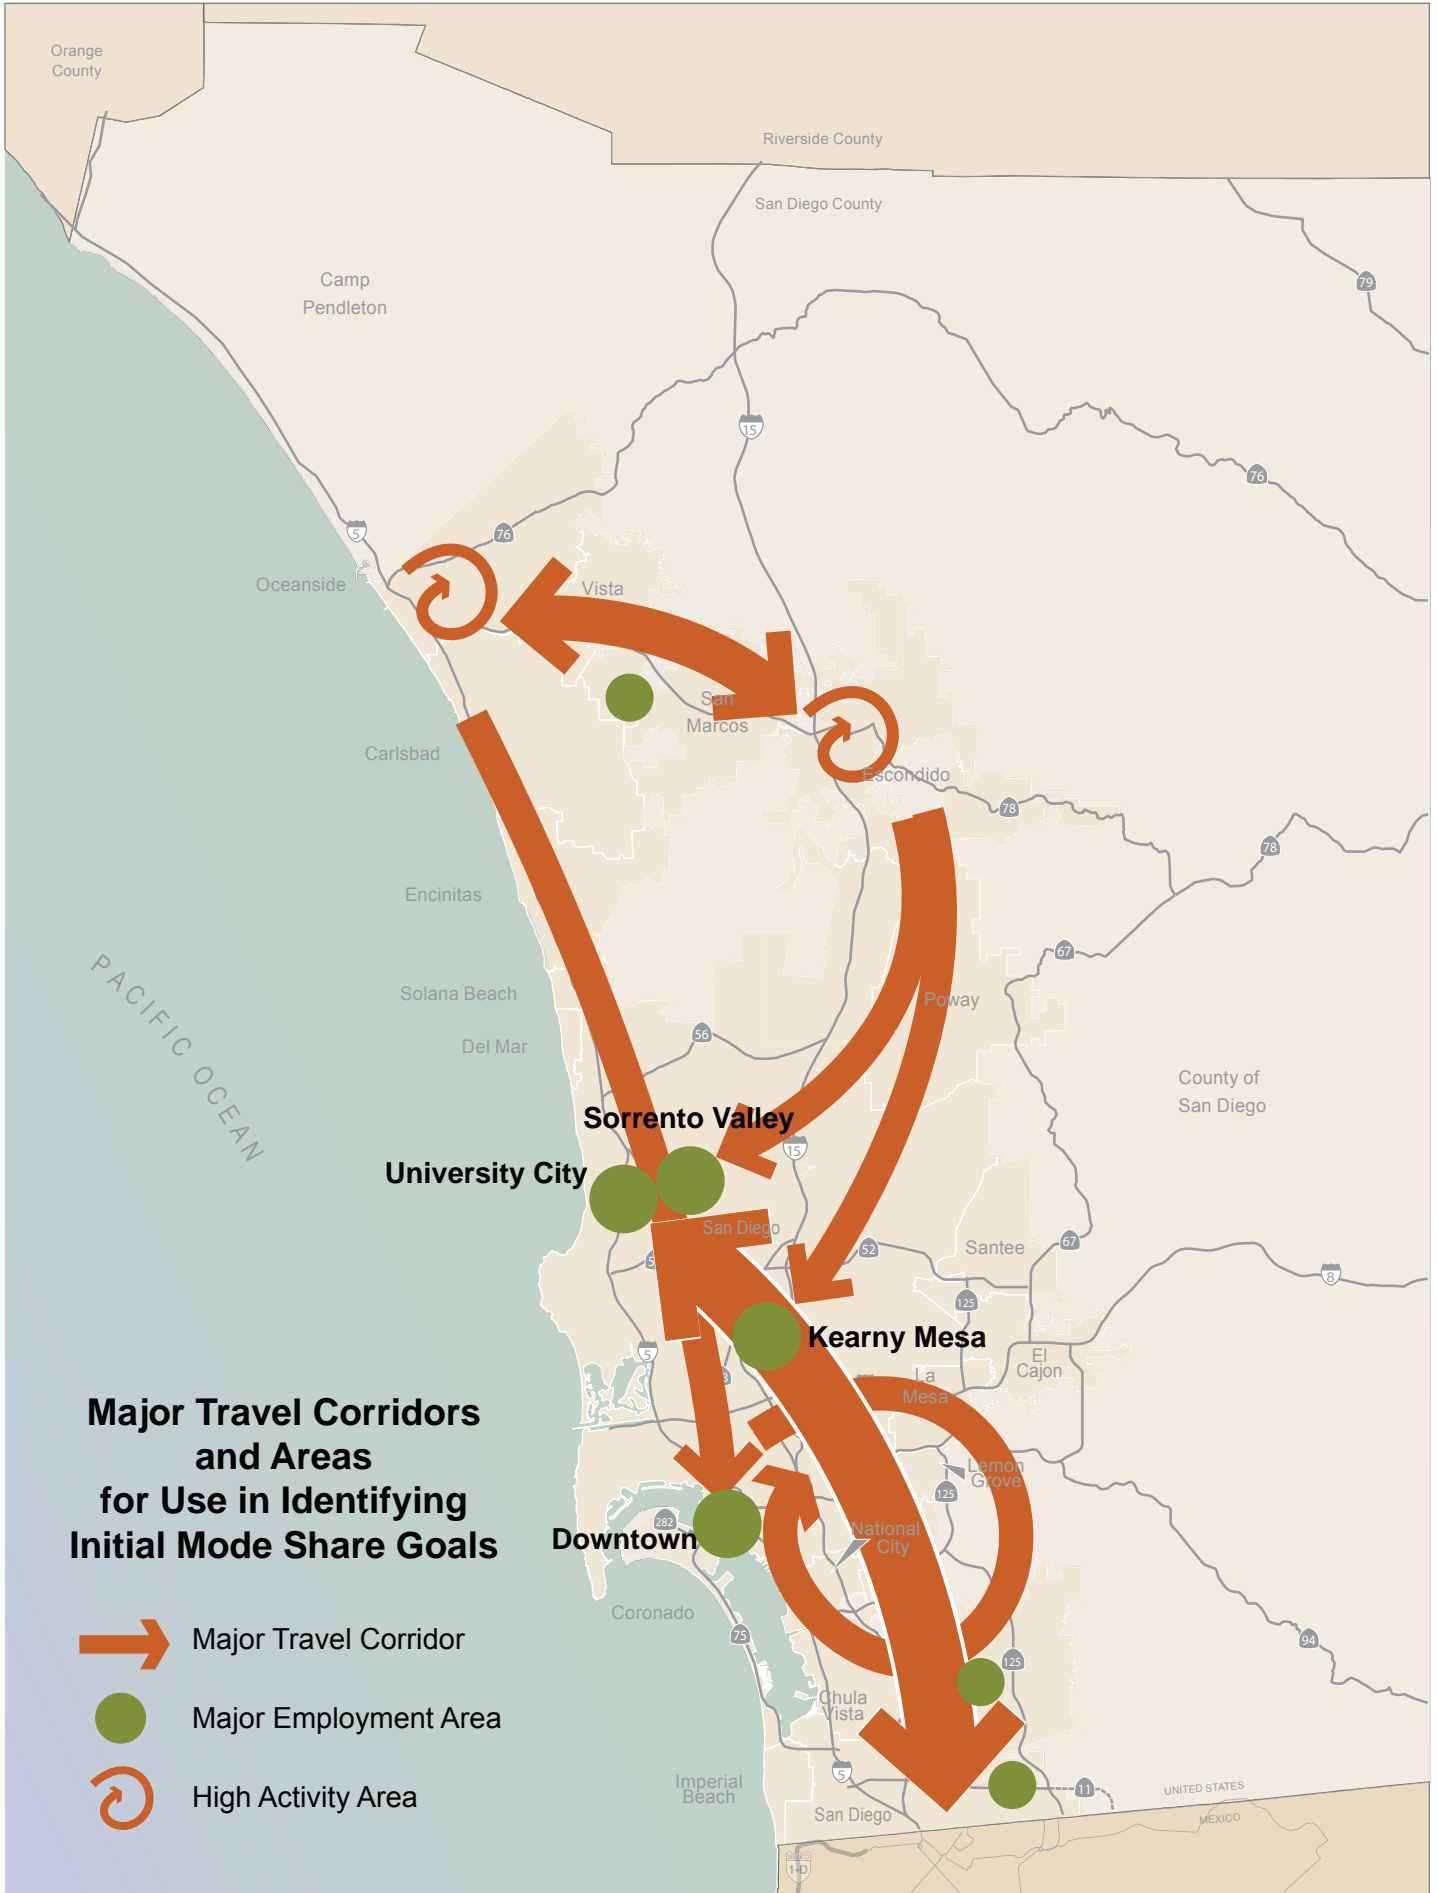 Orange
County
Riverside County
San Diego County
79
Camp
Pendleton
15
76
5
76
Oceanside
Vista
San
Marcos
Carlsbad
Escondido
78
78
Encinitas
67
Solana Beach
Poway
PACIFIC OCEAN
56
Del Mar
County of
San Diego
Sorrento Valley
15
University City
San Diego
52
Santee
67
5
8
125
Kearny Mesa
5
El
Cajon
La
Mesa
Major Travel Corridors
and Areas
for Use in Identifying
Initial Mode Share Goals
Lemon
Grove
125
282
Downtown
National
City
Coronado
75
94
Major Travel Corridor
125
Major Employment Area
Chula
Vista
5
Imperial
Beach
11
UNITED STATES
High Activity Area
San Diego
MEXICO
MEXICO
1-D